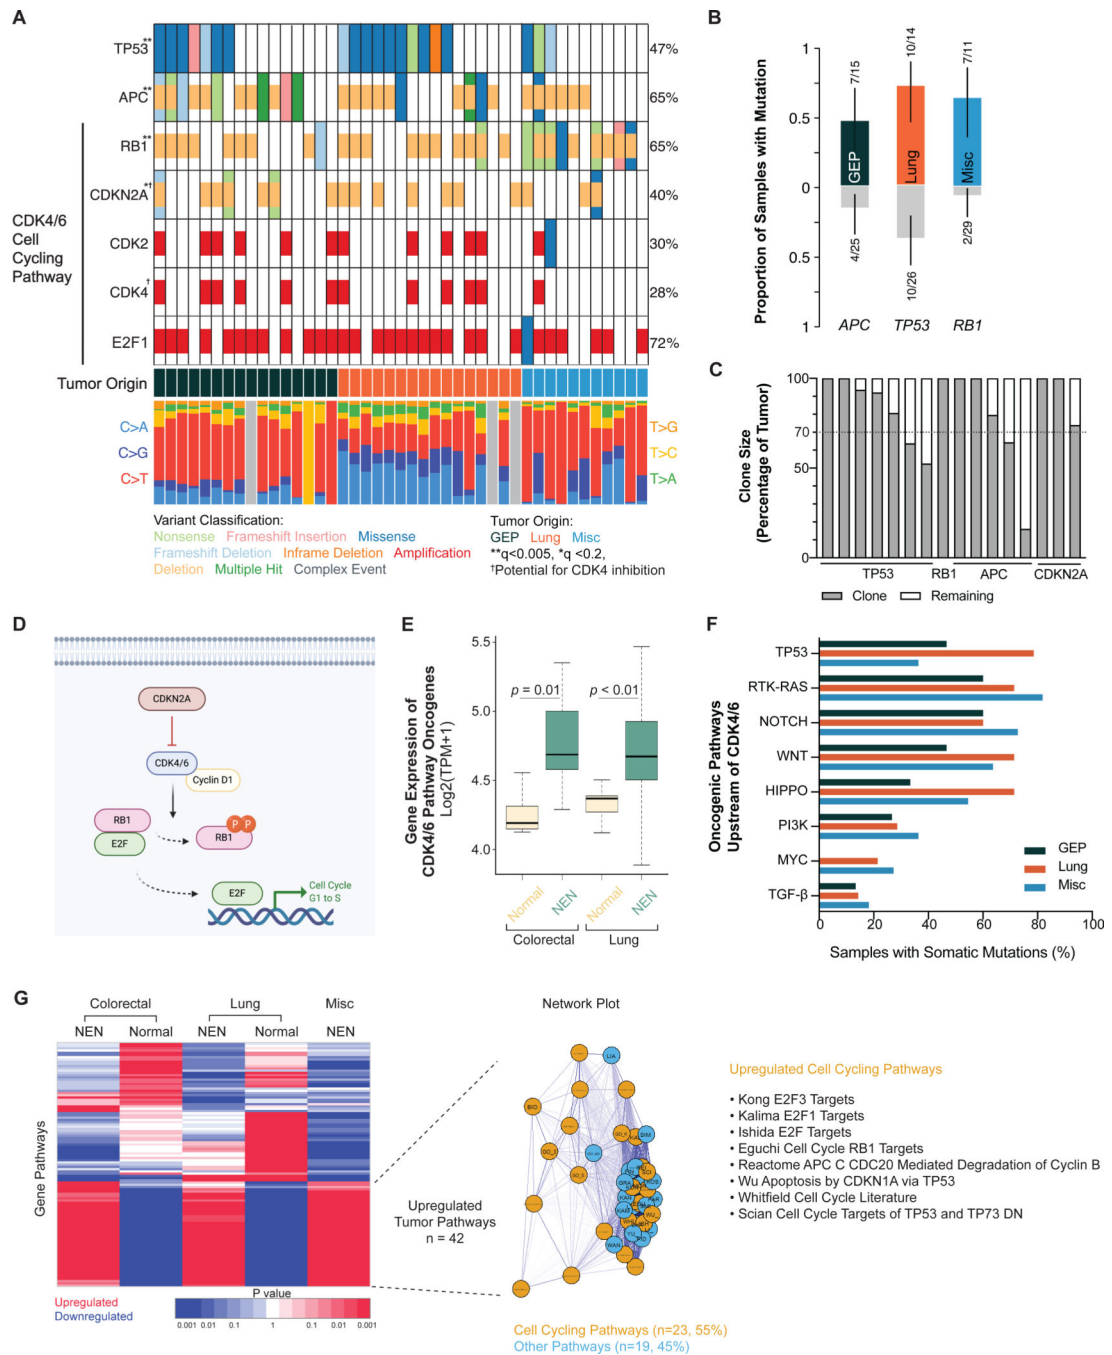 A
TP53**
47%
APC**
65%
RB1**
65%
CDKN2A*†
40%
CDK4/6
Cell
Cycling
Pathway
CDK2
30%
CDK4†
28%
E2F1
72%
Tumor Origin
C>A
C>G
C>T
T>G
T>C
T>A
Variant Classification:
Nonsense Frameshift Insertion Missense
Frameshift Deletion Inframe Deletion Amplification
Deletion Multiple Hit Complex Event
Tumor Origin:
GEP Lung Misc
**q<0.005, *q <0.2,
†Potential for CDK4 inhibition
B
Proportion of Samples with Mutation
1
0.5
0
0.5
1
7/15
10/14
7/11
GEP
Lung
Misc
4/25
10/26
2/29
APC TP53 RB1
C
Clone Size
(Percentage of Tumor)
100
70
50
0
TP53 RB1 APC CDKN2A
Clone Remaining
D
CDKN2A
CDK4/6
Cyclin D1
RB1
E2F
P P
RB1
E2F
Cell Cycle
G1 to S
E
Gene Expression of
CDK4/6 Pathway Oncogenes
Log2(TPM+1)
5.5
5.0
4.5
4.0
p = 0.01
p < 0.01
Normal NEN Normal NEN
Colorectal Lung
F
Oncogenic Pathways
Upstream of CDK4/6
TP53
RTK-RAS
NOTCH
WNT
HIPPO
PI3K
MYC
TGF-β
GEP
Lung
Misc
0 20 40 60 80 100
Samples with Somatic Mutations (%)
G
Colorectal Lung Misc
NEN Normal NEN Normal NEN
Gene Pathways
Upregulated
Downregulated
P value
0.001 0.01 0.1 1 0.1 0.01 0.001
Upregulated
Tumor Pathways
n = 42
Network Plot
LIA
BIO
BIM
GO_K
GO_2
GO_S
WAN
Cell Cycling Pathways (n=23, 55%)
Other Pathways (n=19, 45%)
Upregulated Cell Cycling Pathways
• Kong E2F3 Targets
• Kalima E2F1 Targets
• Ishida E2F Targets
• Eguchi Cell Cycle RB1 Targets
• Reactome APC C CDC20 Mediated Degradation of Cyclin B
• Wu Apoptosis by CDKN1A via TP53
• Whitfield Cell Cycle Literature
• Scian Cell Cycle Targets of TP53 and TP73 DN